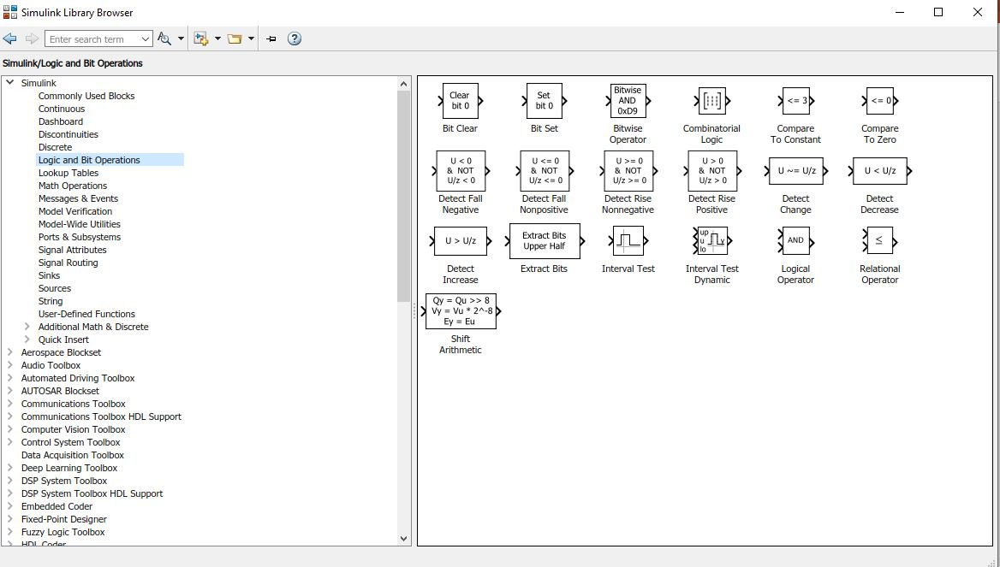 Simulink Library Browser
Enter search term
Simulink/Logic and Bit Operations
Simulink
Commonly Used Blocks
Continuous
Dashboard
Discontinuities
Discrete
Logic and Bit Operations
Lookup Tables
Math Operations
Messages & Events
Model Verification
Model-Wide Utilities
Ports & Subsystems
Signal Attributes
Signal Routing
Sinks
Sources
String
User-Defined Functions
Additional Math & Discrete
Quick Insert
Aerospace Blockset
Audio Toolbox
Automated Driving Toolbox
AUTOSAR Blockset
Communications Toolbox
Communications Toolbox HDL Support
Computer Vision Toolbox
Control System Toolbox
Data Acquisition Toolbox
Deep Learning Toolbox
DSP System Toolbox
DSP System Toolbox HDL Support
Embedded Coder
Fixed-Point Designer
Fuzzy Logic Toolbox
HDL Coder
Clear
bit 0
Bit Clear
Set
bit 0
Bit Set
Bitwise
AND
0xD9
Bitwise
Operator
Combinatorial
Logic
<= 3
Compare
To Constant
<= 0
Compare
To Zero
U < 0
& NOT
U/z < 0
Detect Fall
Negative
U <= 0
& NOT
U/z <= 0
Detect Fall
Nonpositive
U >= 0
& NOT
U/z >= 0
Detect Rise
Nonnegative
U > 0
& NOT
U/z > 0
Detect Rise
Positive
U ~= U/z
Detect
Change
U < U/z
Detect
Decrease
U > U/z
Detect
Increase
Extract Bits
Upper Half
Extract Bits
Interval Test
up
u
lo
y
Interval Test
Dynamic
AND
Logical
Operator
≤
Relational
Operator
Qy = Qu >> 8
Vy = Vu * 2^-8
Ey = Eu
Shift
Arithmetic